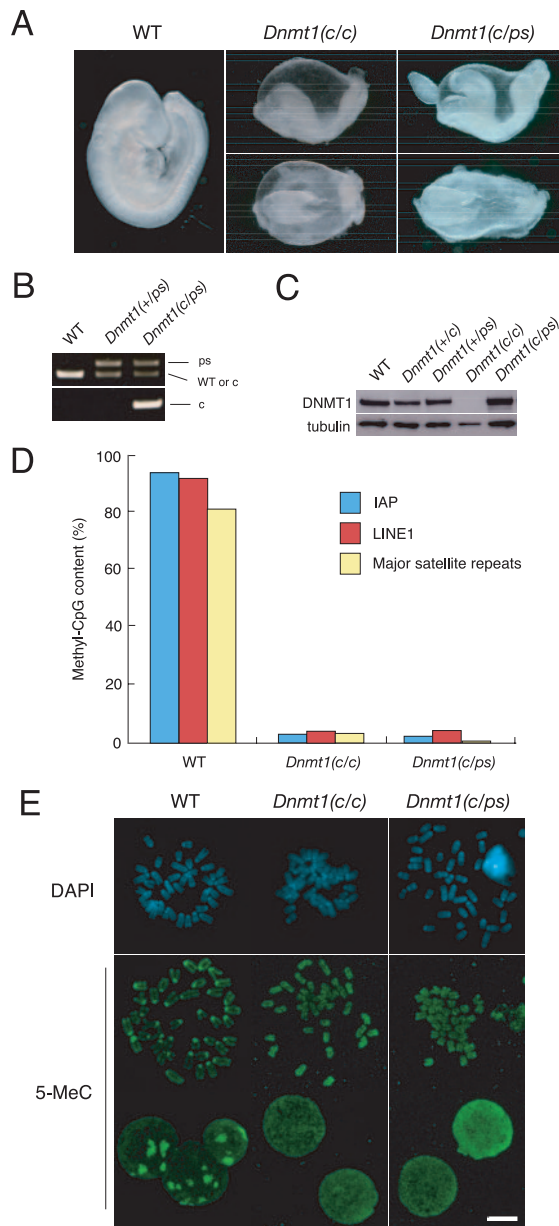 A
WT
Dnmt1(c/c)
Dnmt1(c/ps)
B
WT
Dnmt1(+/ps)
Dnmt1(c/ps)
ps
WT or c
c
C
WT
Dnmt1(+/c)
Dnmt1(+/ps)
Dnmt1(c/c)
Dnmt1(c/ps)
DNMT1
tubulin
D
Methyl-CpG content (%)
100
80
60
40
20
0
IAP
LINE1
Major satellite repeats
WT
Dnmt1(c/c)
Dnmt1(c/ps)
E
WT
Dnmt1(c/c)
Dnmt1(c/ps)
DAPI
5-MeC